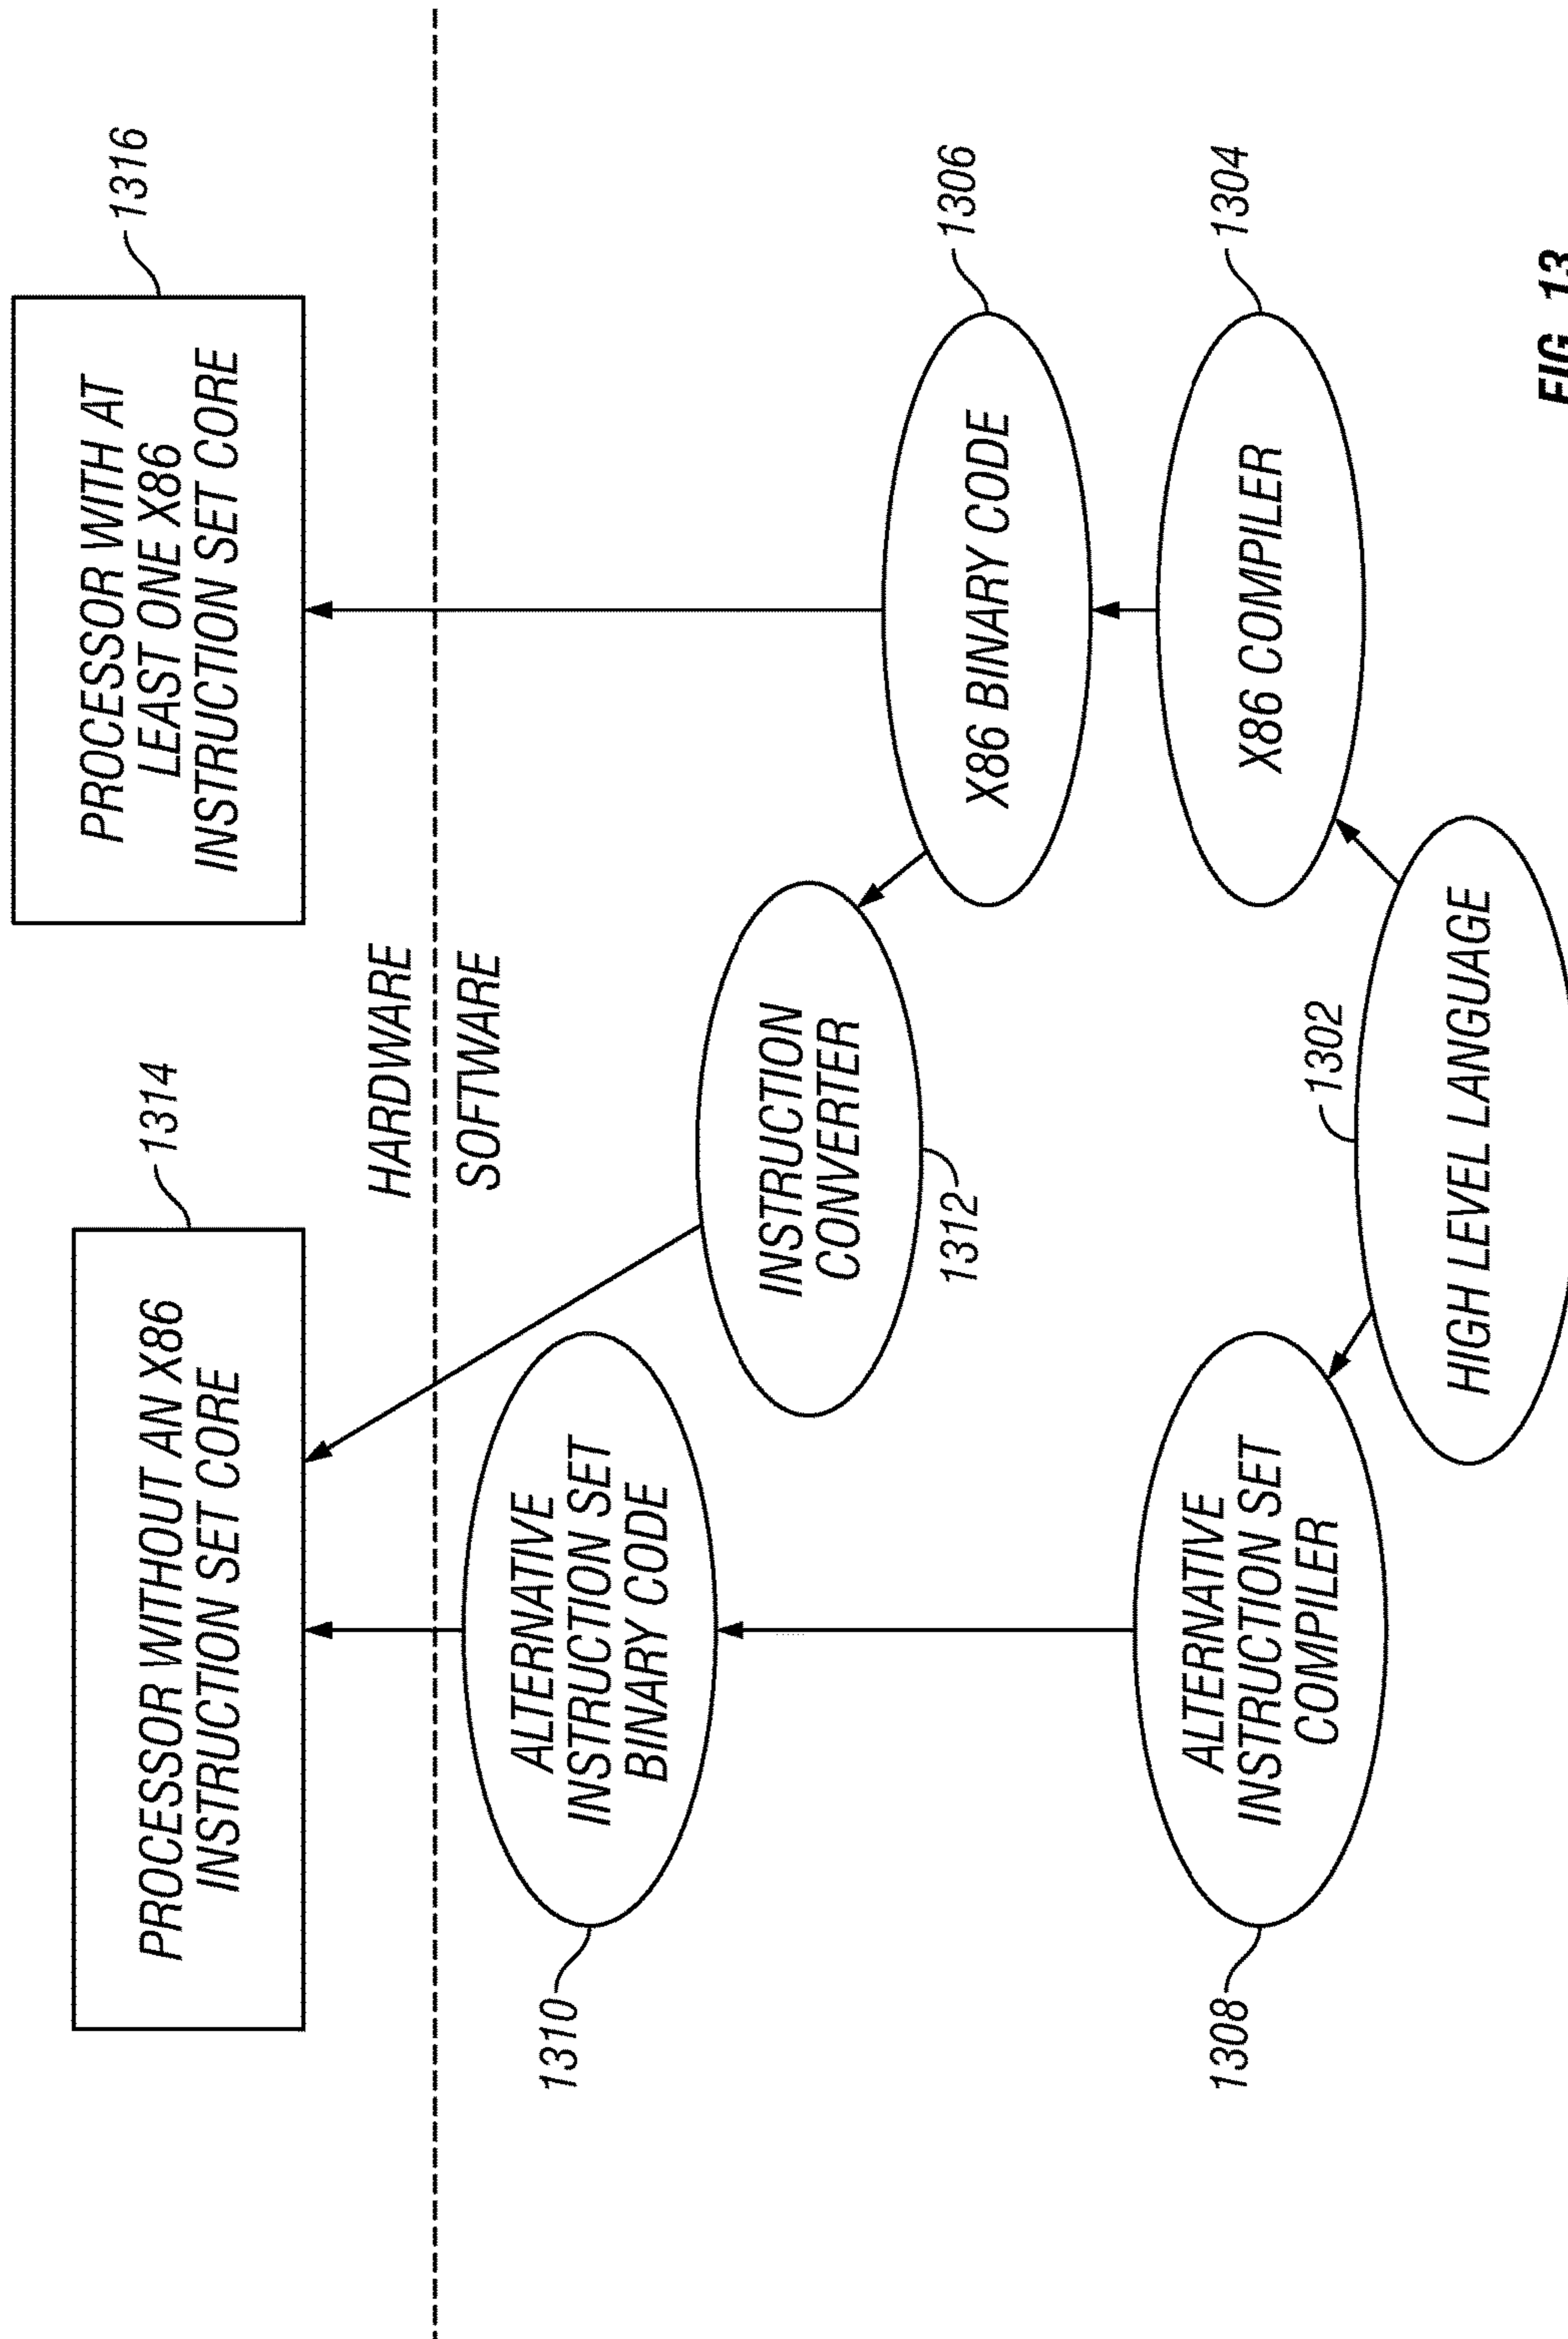 PROCESSOR WITHOUT AN X86
INSTRUCTION SET CORE
1314
PROCESSOR WITH AT
LEAST ONE X86
INSTRUCTION SET CORE
1316
HARDWARE
SOFTWARE
1310
ALTERNATIVE
INSTRUCTION SET
BINARY CODE
INSTRUCTION
CONVERTER
1312
X86 BINARY CODE
1306
1308
ALTERNATIVE
INSTRUCTION SET
COMPILER
X86 COMPILER
1304
1302
HIGH LEVEL LANGUAGE
FIG. 13